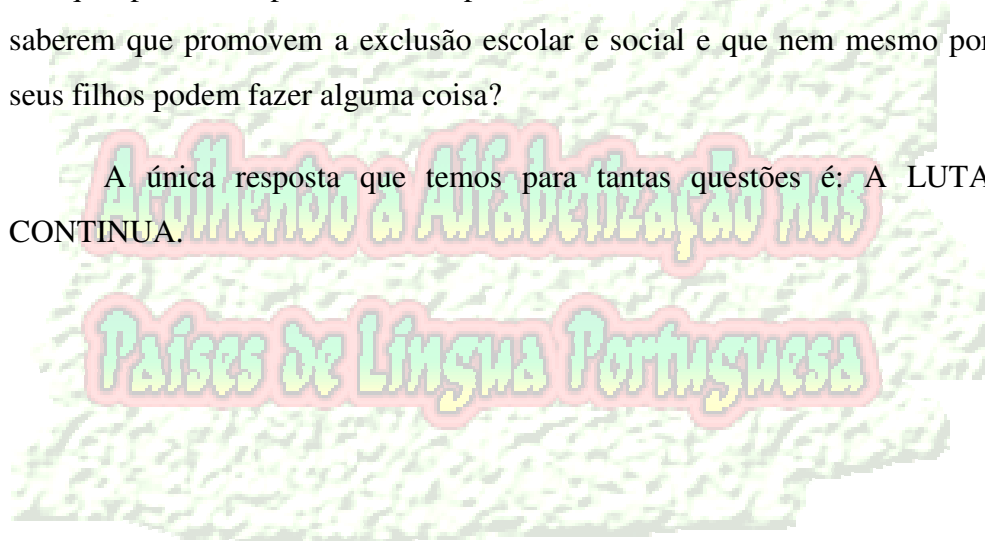 saberem que promovem a exclusão escolar e social e que nem mesmo por
seus filhos podem fazer alguma coisa?
A única resposta que temos para tantas questões é: A LUTA
CONTINUA.
Acolhendo a Alfabetização nos
Países de Língua Portuguesa